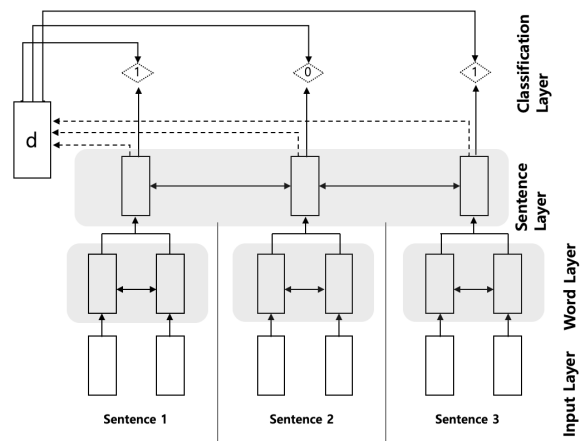 1
0
1
Classification
Layer
d
Sentence
Layer
Word Layer
Input Layer
Sentence 1
Sentence 2
Sentence 3